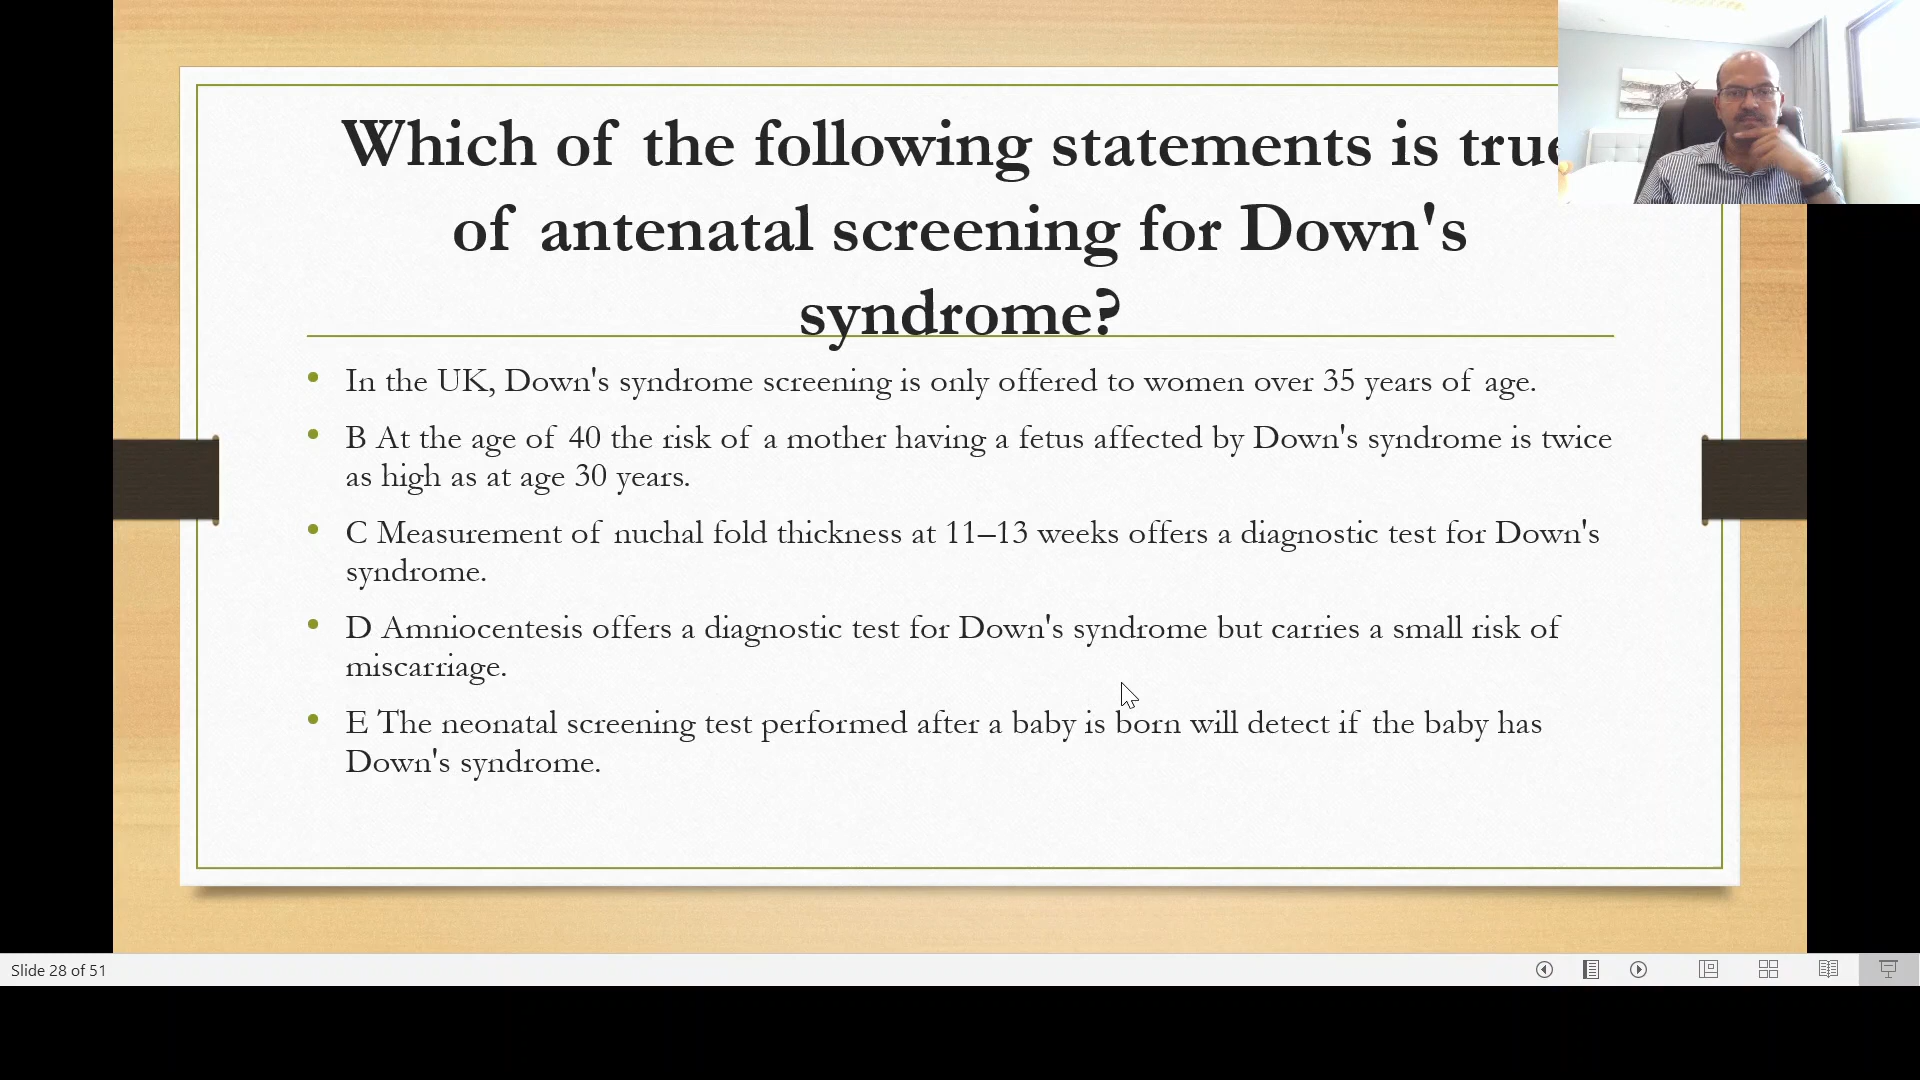 Which of the following statements is true
of antenatal screening for Down's
syndrome?
• In the UK, Down's syndrome screening is only offered to women over 35 years of age.
• B At the age of 40 the risk of a mother having a fetus affected by Down's syndrome is twice
as high as at age 30 years.
• C Measurement of nuchal fold thickness at 11–13 weeks offers a diagnostic test for Down's
syndrome.
• D Amniocentesis offers a diagnostic test for Down's syndrome but carries a small risk of
miscarriage.
• E The neonatal screening test performed after a baby is born will detect if the baby has
Down's syndrome.
Slide 28 of 51